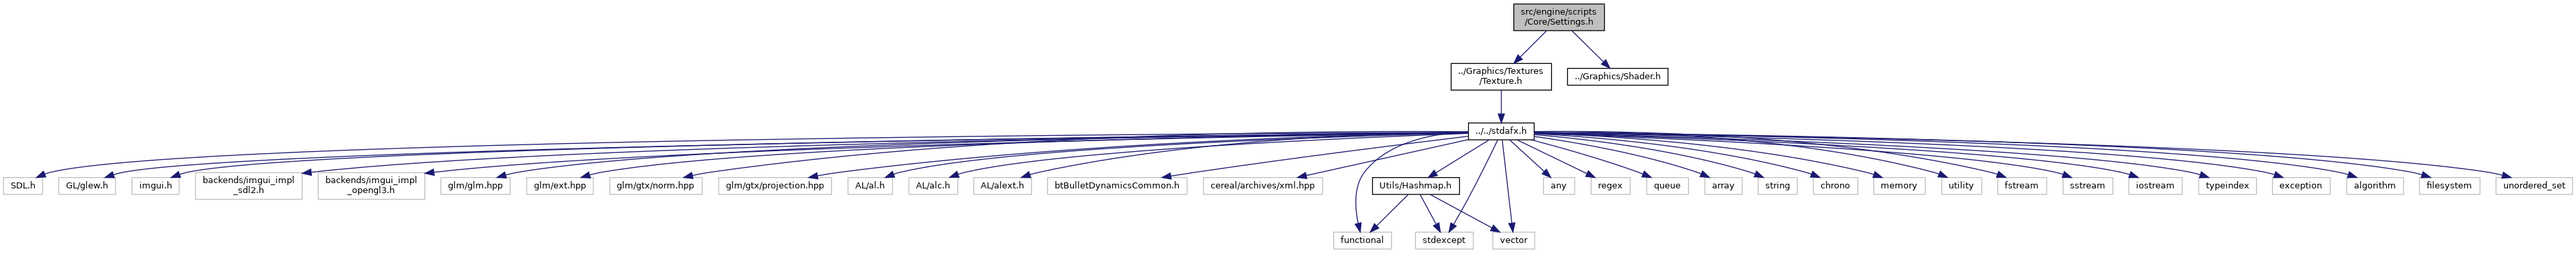 src/engine/scripts
/Core/Settings.h
../Graphics/Textures
/Texture.h
../Graphics/Shader.h
../../stdafx.h
SDL.h
GL/glew.h
imgui.h
backends/imgui_impl
_sdl2.h
backends/imgui_impl
_opengl3.h
glm/glm.hpp
glm/ext.hpp
glm/gtx/norm.hpp
glm/gtx/projection.hpp
AL/al.h
AL/alc.h
AL/alext.h
btBulletDynamicsCommon.h
cereal/archives/xml.hpp
Utils/Hashmap.h
any
regex
queue
array
string
chrono
memory
utility
fstream
sstream
iostream
typeindex
exception
algorithm
filesystem
unordered_set
functional
stdexcept
vector